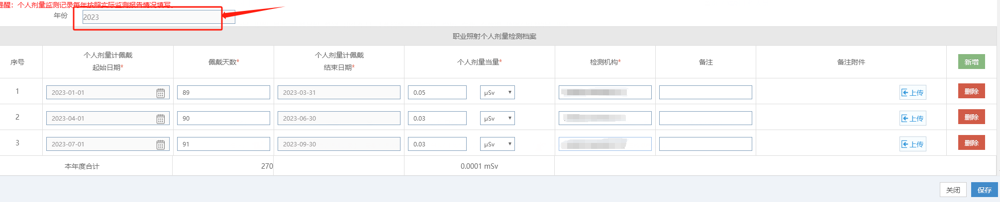 提醒：个人剂量监测记录每年按照实际监测报告情况填写。
年份 2023
职业照射个人剂量检测档案
序号 个人剂量计佩戴起始日期* 佩戴天数* 个人剂量计佩戴结束日期* 个人剂量当量* 检测机构* 备注 备注附件 新增
1 2023-01-01 89 2023-03-31 0.05 μSv 上传 删除
2 2023-04-01 90 2023-06-30 0.03 μSv 上传 删除
3 2023-07-01 91 2023-09-30 0.03 μSv 上传 删除
本年度合计 270 0.0001 mSv
关闭 保存